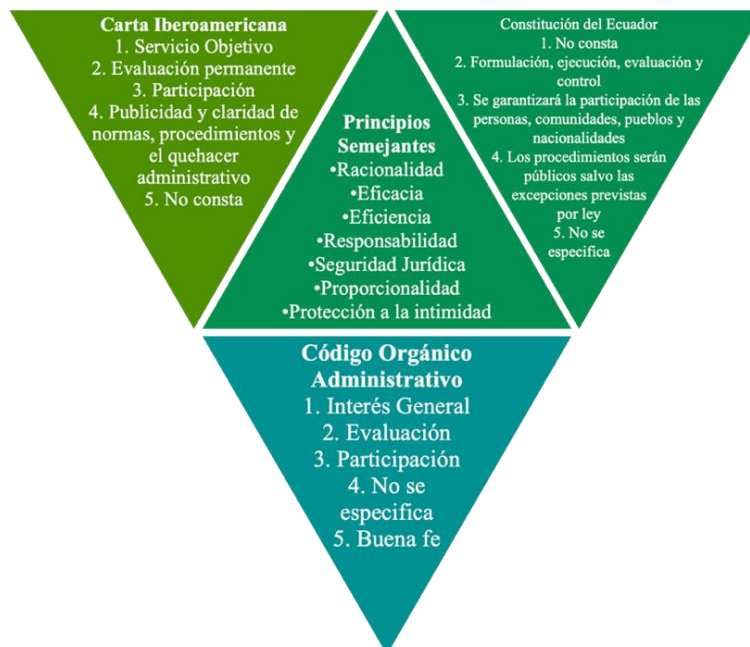 Carta Iberoamericana
1. Servicio Objetivo
2. Evaluación permanente
3. Participación
4. Publicidad y claridad de
normas, procedimientos y
el quehacer
administrativo
5. No consta
Principios
Semejantes
•Racionalidad
•Eficacia
•Eficiencia
•Responsabilidad
•Seguridad Jurídica
•Proporcionalidad
•Protección a la intimidad
Constitución del Ecuador
1. No consta
2. Formulación, ejecución, evaluación y
control
3. Se garantizará la participación de las
personas, comunidades, pueblos y
nacionalidades
4. Los procedimientos serán
públicos salvo las
excepciones previstas
por ley
5. No se
especifica
Código Orgánico
Administrativo
1. Interés General
2. Evaluación
3. Participación
4. No se
especifica
5. Buena fe